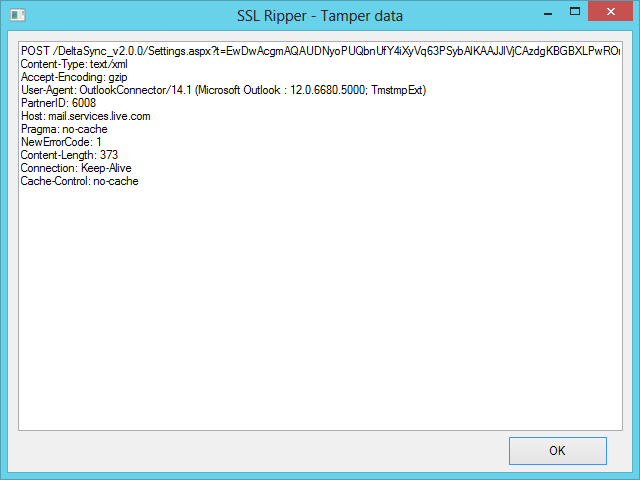 SSL Ripper - Tamper data
POST /DeltaSync_v2.0.0/Settings.aspx?t=EwDwAcgmAQAUDNyoPUQbnUfY4iXyVq63PSybAlKAAJJlVjCAzdgKBGBXLPwROr
Content-Type: text/xml
Accept-Encoding: gzip
User-Agent: OutlookConnector/14.1 (Microsoft Outlook : 12.0.6680.5000; TmstmpExt)
PartnerID: 6008
Host: mail.services.live.com
Pragma: no-cache
NewErrorCode: 1
Content-Length: 373
Connection: Keep-Alive
Cache-Control: no-cache
OK